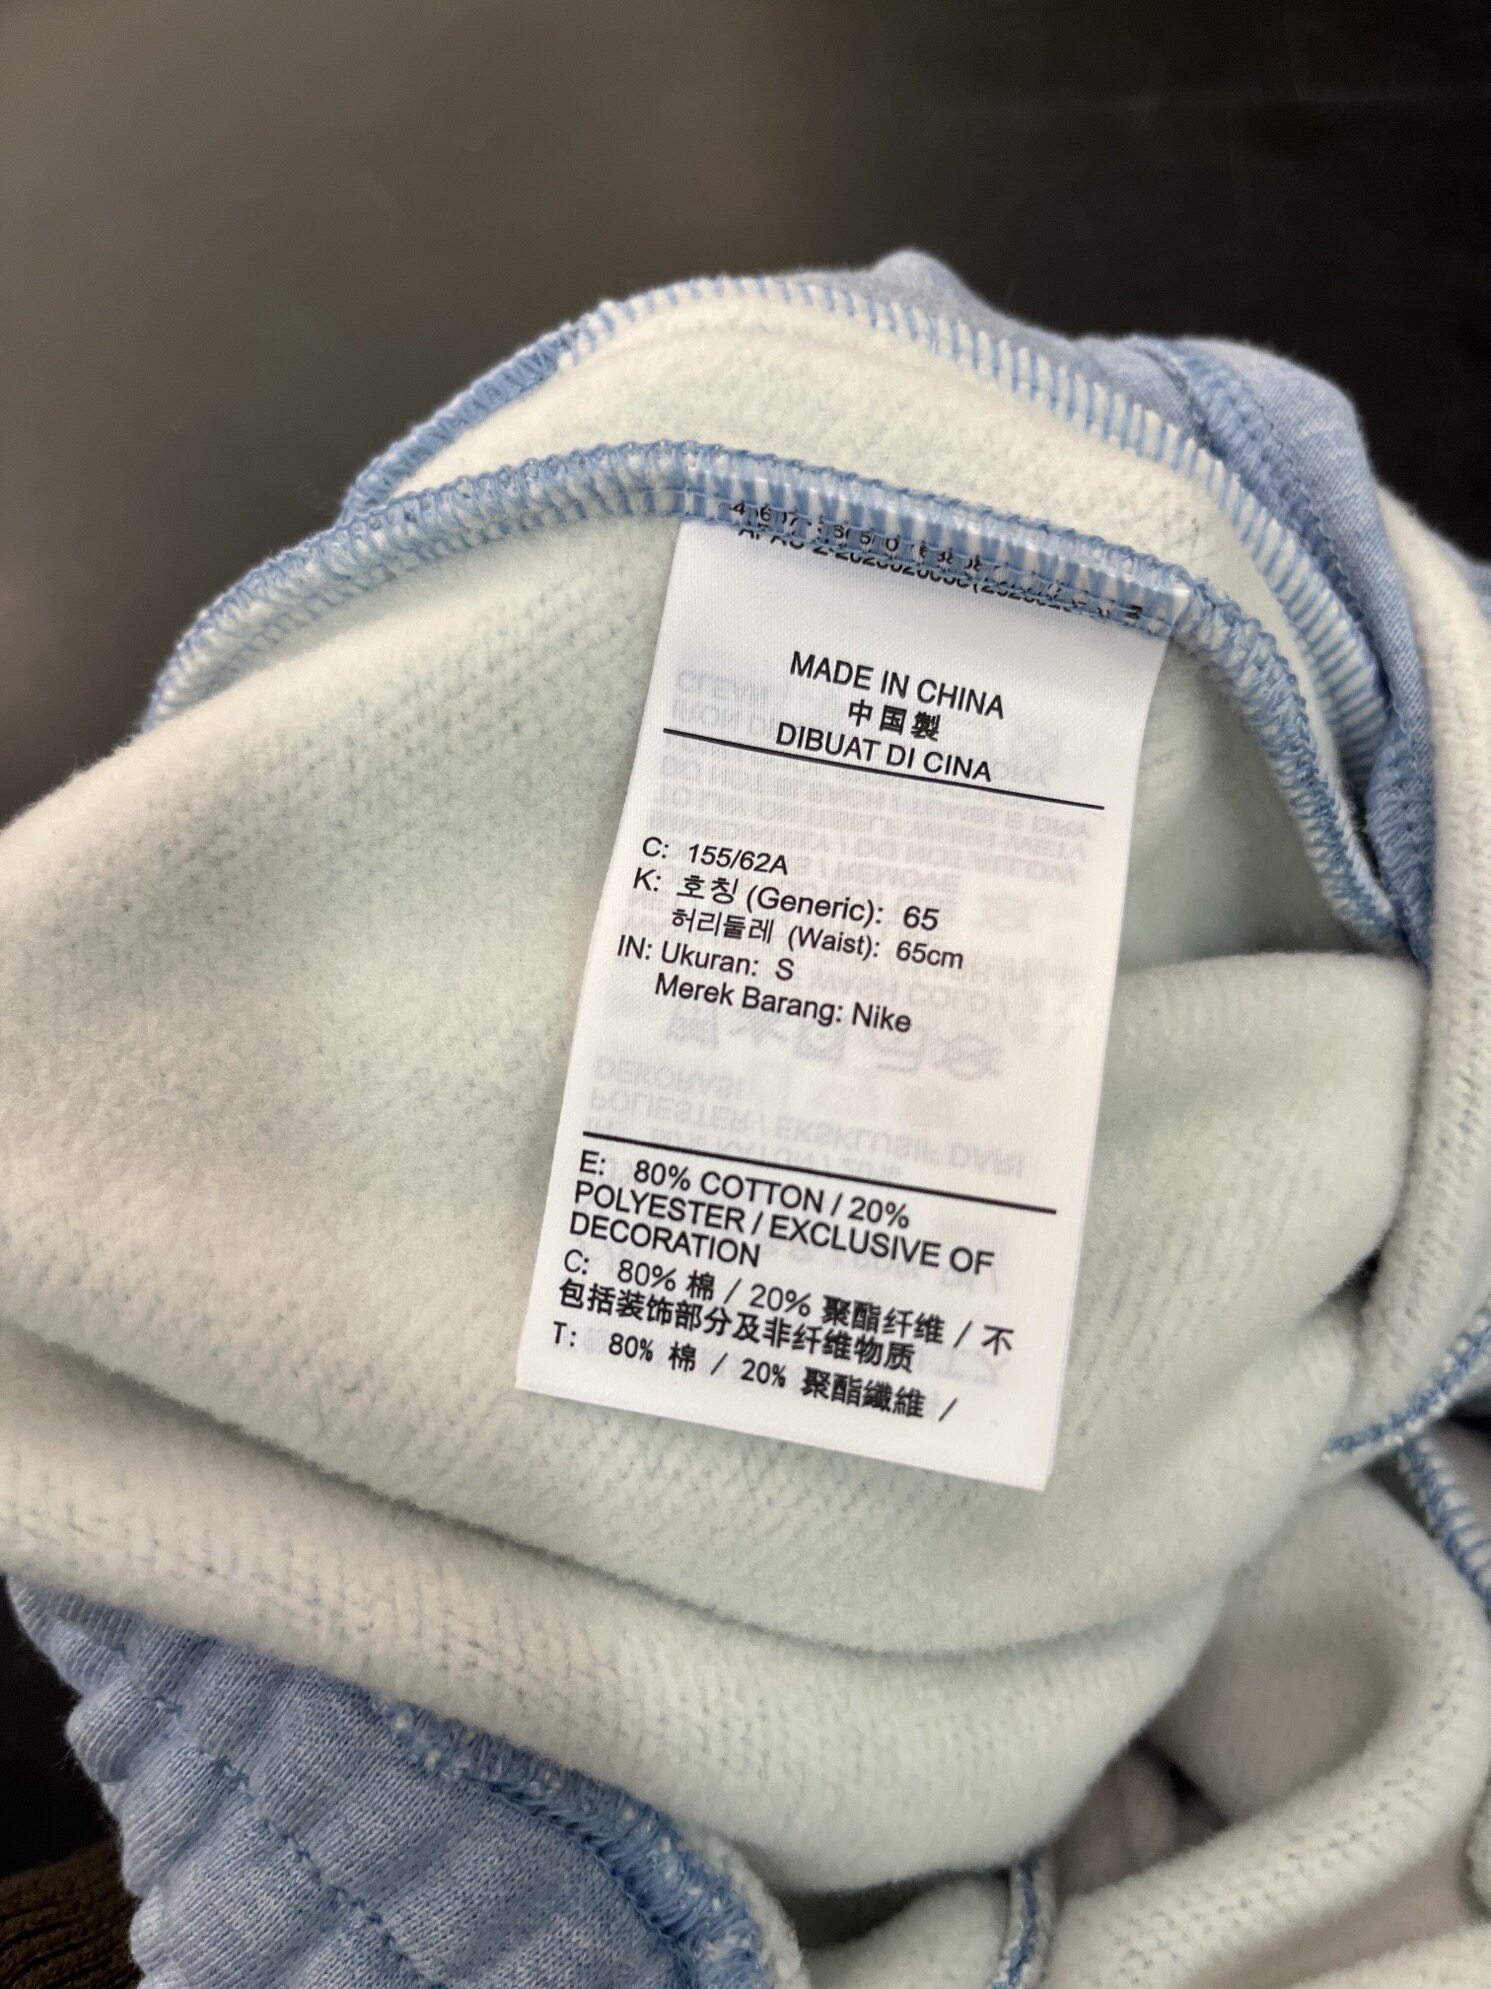 MADE IN CHINA
中国製
DIBUAT DI CINA
C: 155/62A
K: 호칭 (Generic): 65
허리둘레 (Waist): 65cm
IN: Ukuran: S
Merek Barang: Nike
E: 80% COTTON / 20%
POLYESTER / EXCLUSIVE OF
DECORATION
C: 80% 棉 / 20% 聚酯纤维 / 不
包括装饰部分及非纤维物质
T: 80% 棉 / 20% 聚酯纖維 /